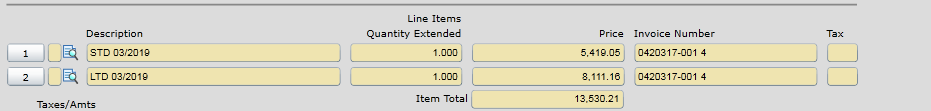 Line Items
Description Quantity Extended Price Invoice Number Tax
1 STD 03/2019 1.000 5,419.05 0420317-001 4
2 LTD 03/2019 1.000 8,111.16 0420317-001 4
Item Total 13,530.21
Taxes/Amts